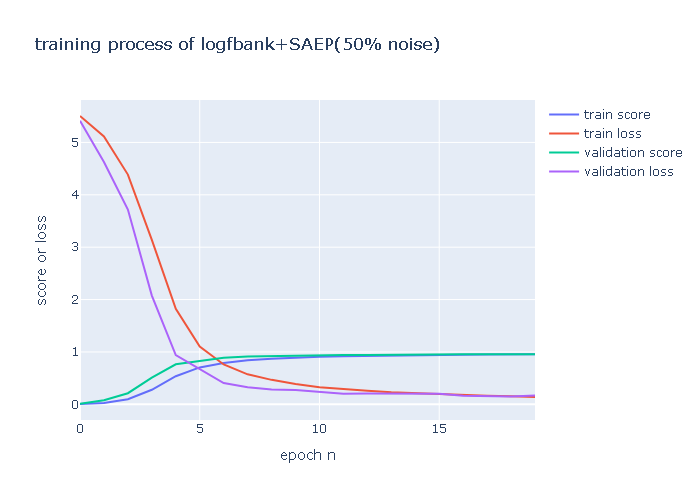 training process of logfbank+SAEP(50% noise)
train score
train loss
validation score
validation loss
score or loss
5
4
3
2
1
0
0 5 10 15
epoch n